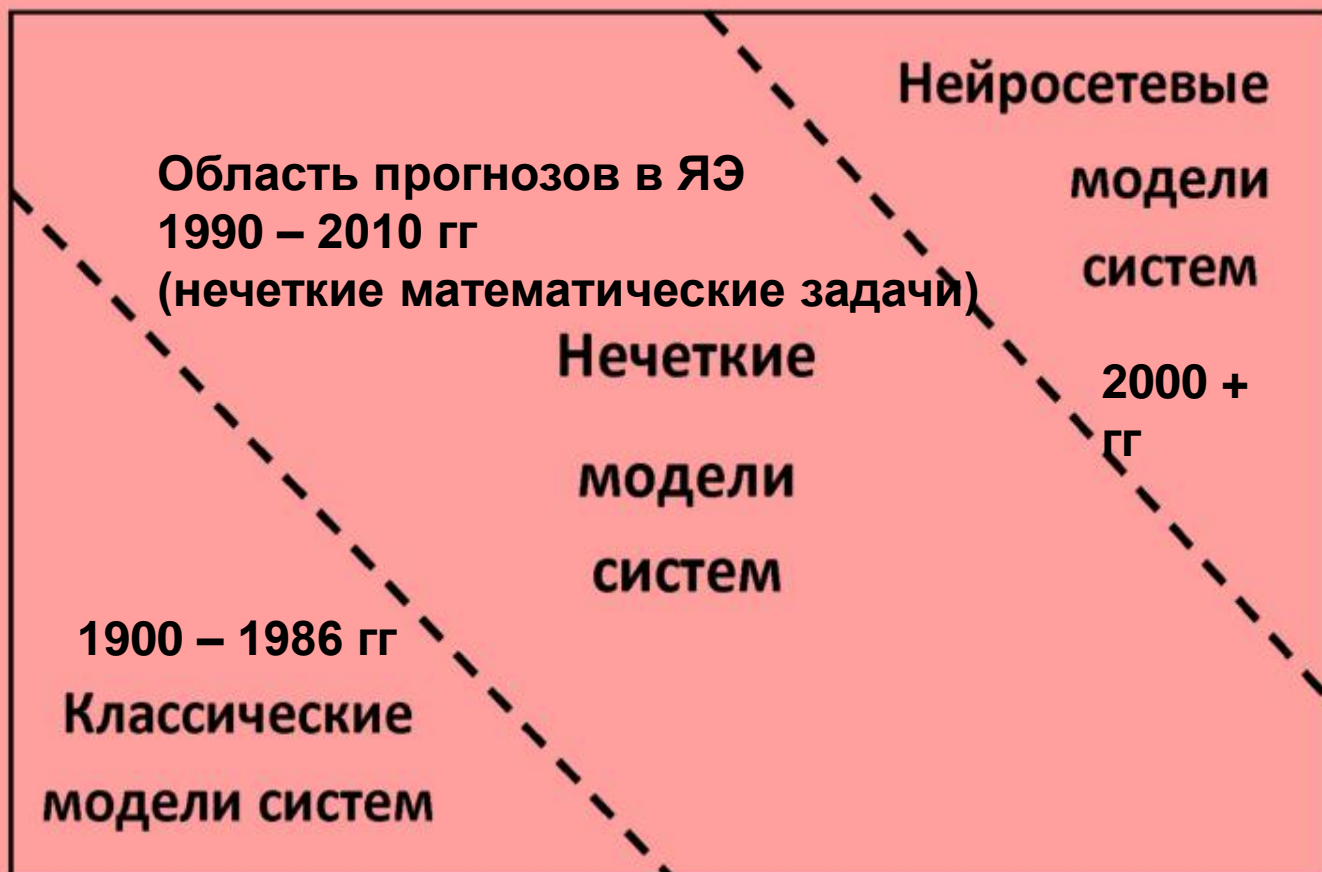 Нейросетевые
модели
систем
2000 +
гг
Область прогнозов в ЯЭ
1990 – 2010 гг
(нечеткие математические задачи)
Нечеткие
модели
систем
1900 – 1986 гг
Классические
модели систем